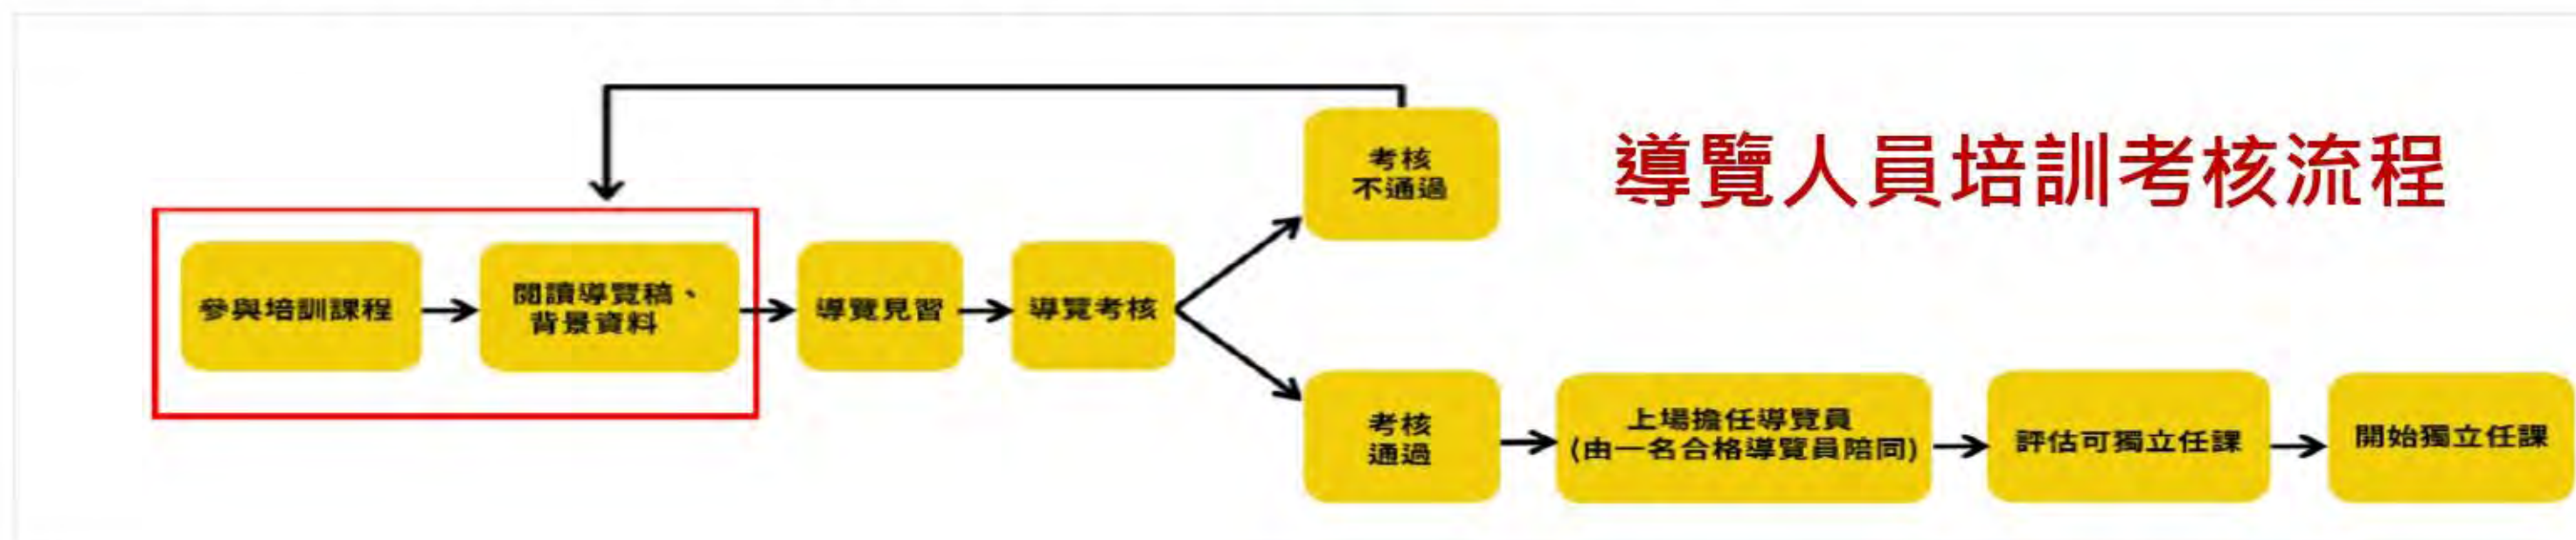 導覽人員培訓考核流程
參與培訓課程
閱讀導覽稿、
背景資料
導覽見習
導覽考核
考核
不通過
考核
通過
上場擔任導覽員
(由一名合格導覽員陪同)
評估可獨立任課
開始獨立任課